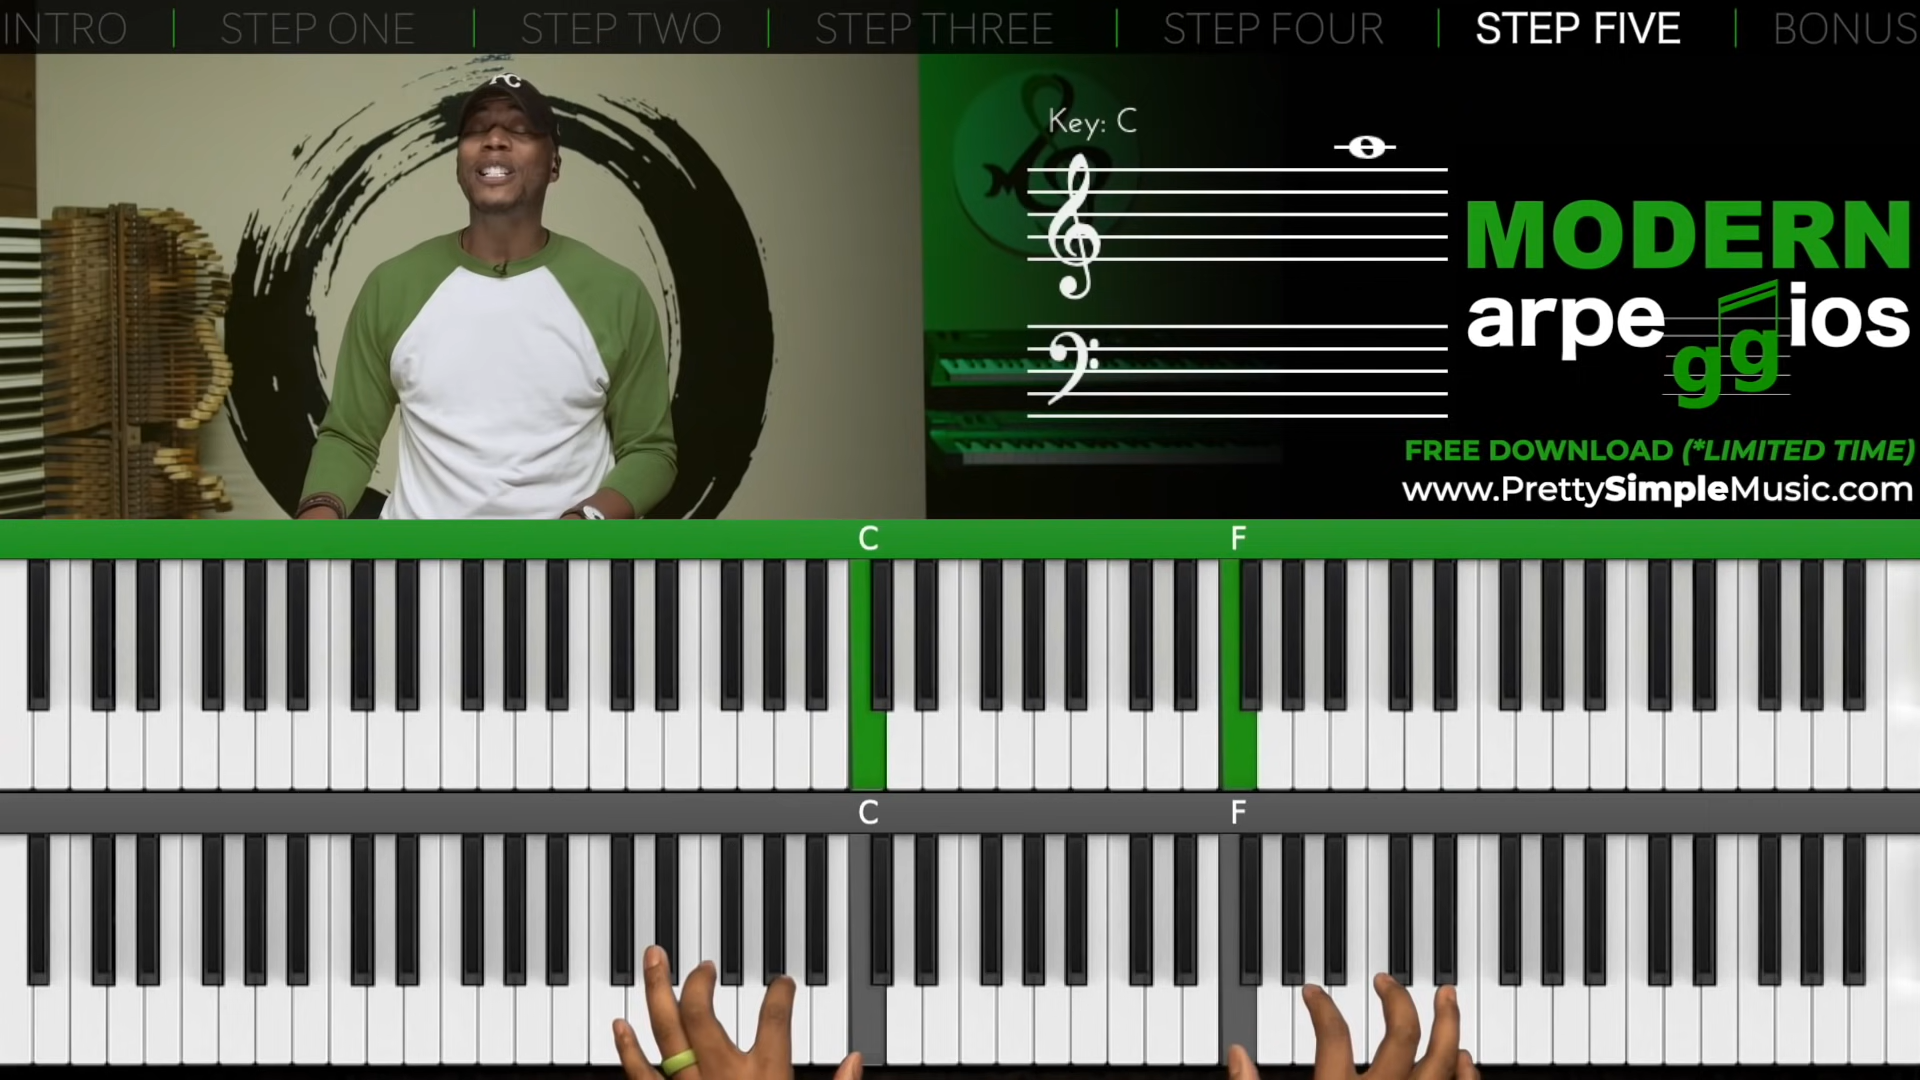 INTRO | STEP ONE | STEP TWO | STEP THREE | STEP FOUR | STEP FIVE | BONUS
Key: C
MODERN
arpeggios
FREE DOWNLOAD (*LIMITED TIME)
www.PrettySimpleMusic.com
C F
C F